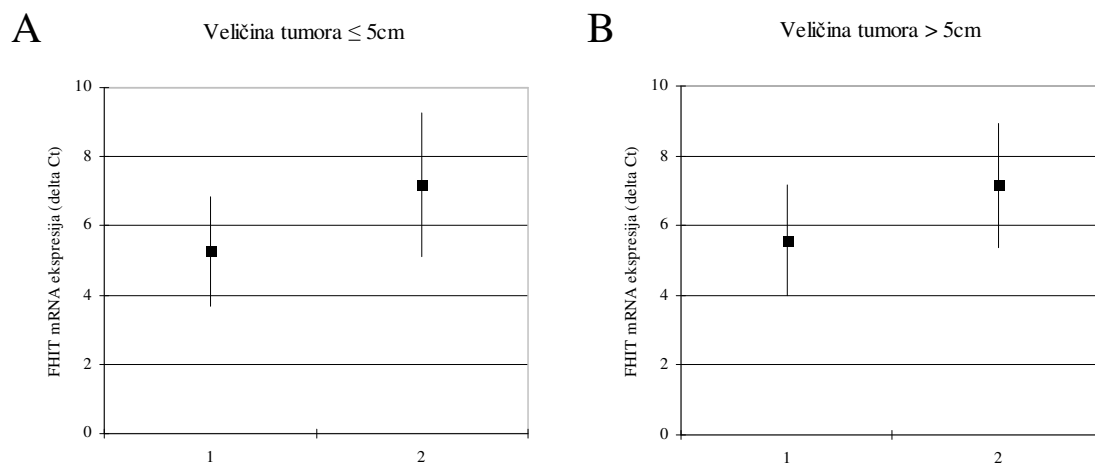 A
Veličina tumora ≤ 5cm
FHIT mRNA ekspresija (delta Ct)
10
8
6
4
2
0
1
2
B
Veličina tumora > 5cm
FHIT mRNA ekspresija (delta Ct)
10
8
6
4
2
0
1
2